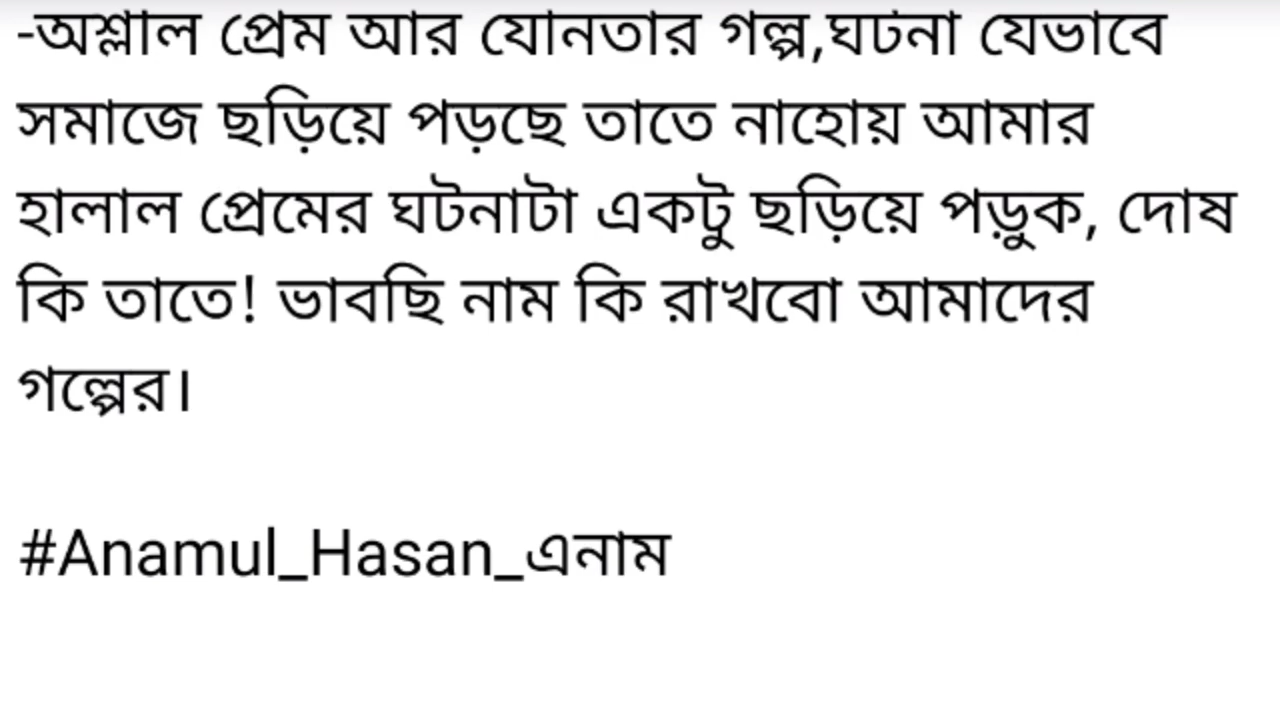 -অশ্লাল প্রেম আর যোনতার গল্প,ঘটনা যেভাবে
সমাজে ছড়িয়ে পড়ছে তাতে নাহোয় আমার
হালাল প্রেমের ঘটনাটা একটু ছড়িয়ে পড়ুক, দোষ
কি তাতে! ভাবছি নাম কি রাখবো আমাদের
গল্পের।
#Anamul_Hasan_এনাম